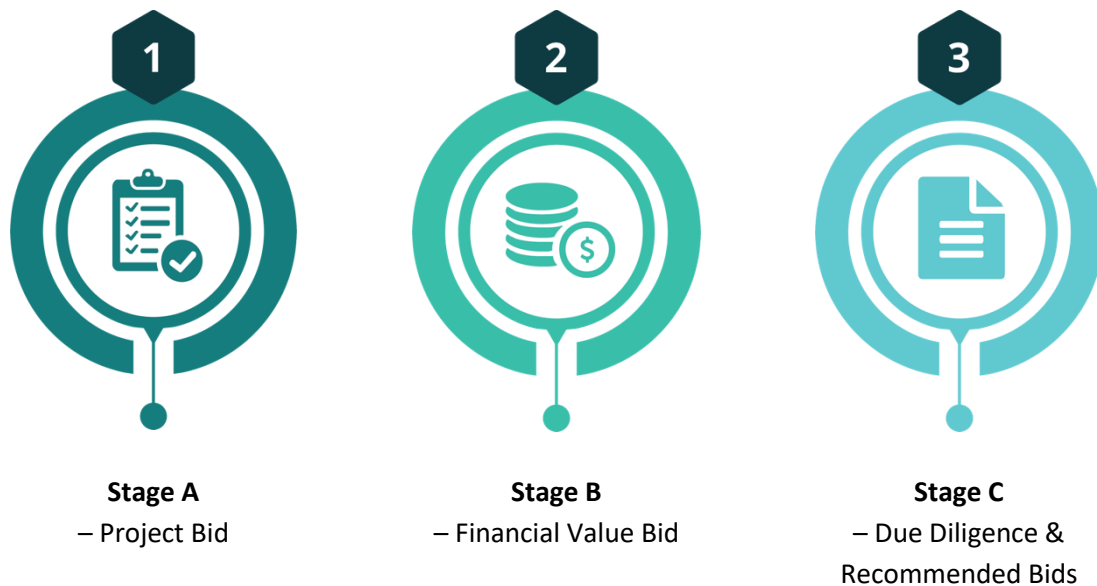 1
2
3
$
Stage A
– Project Bid
Stage B
– Financial Value Bid
Stage C
– Due Diligence &
Recommended Bids